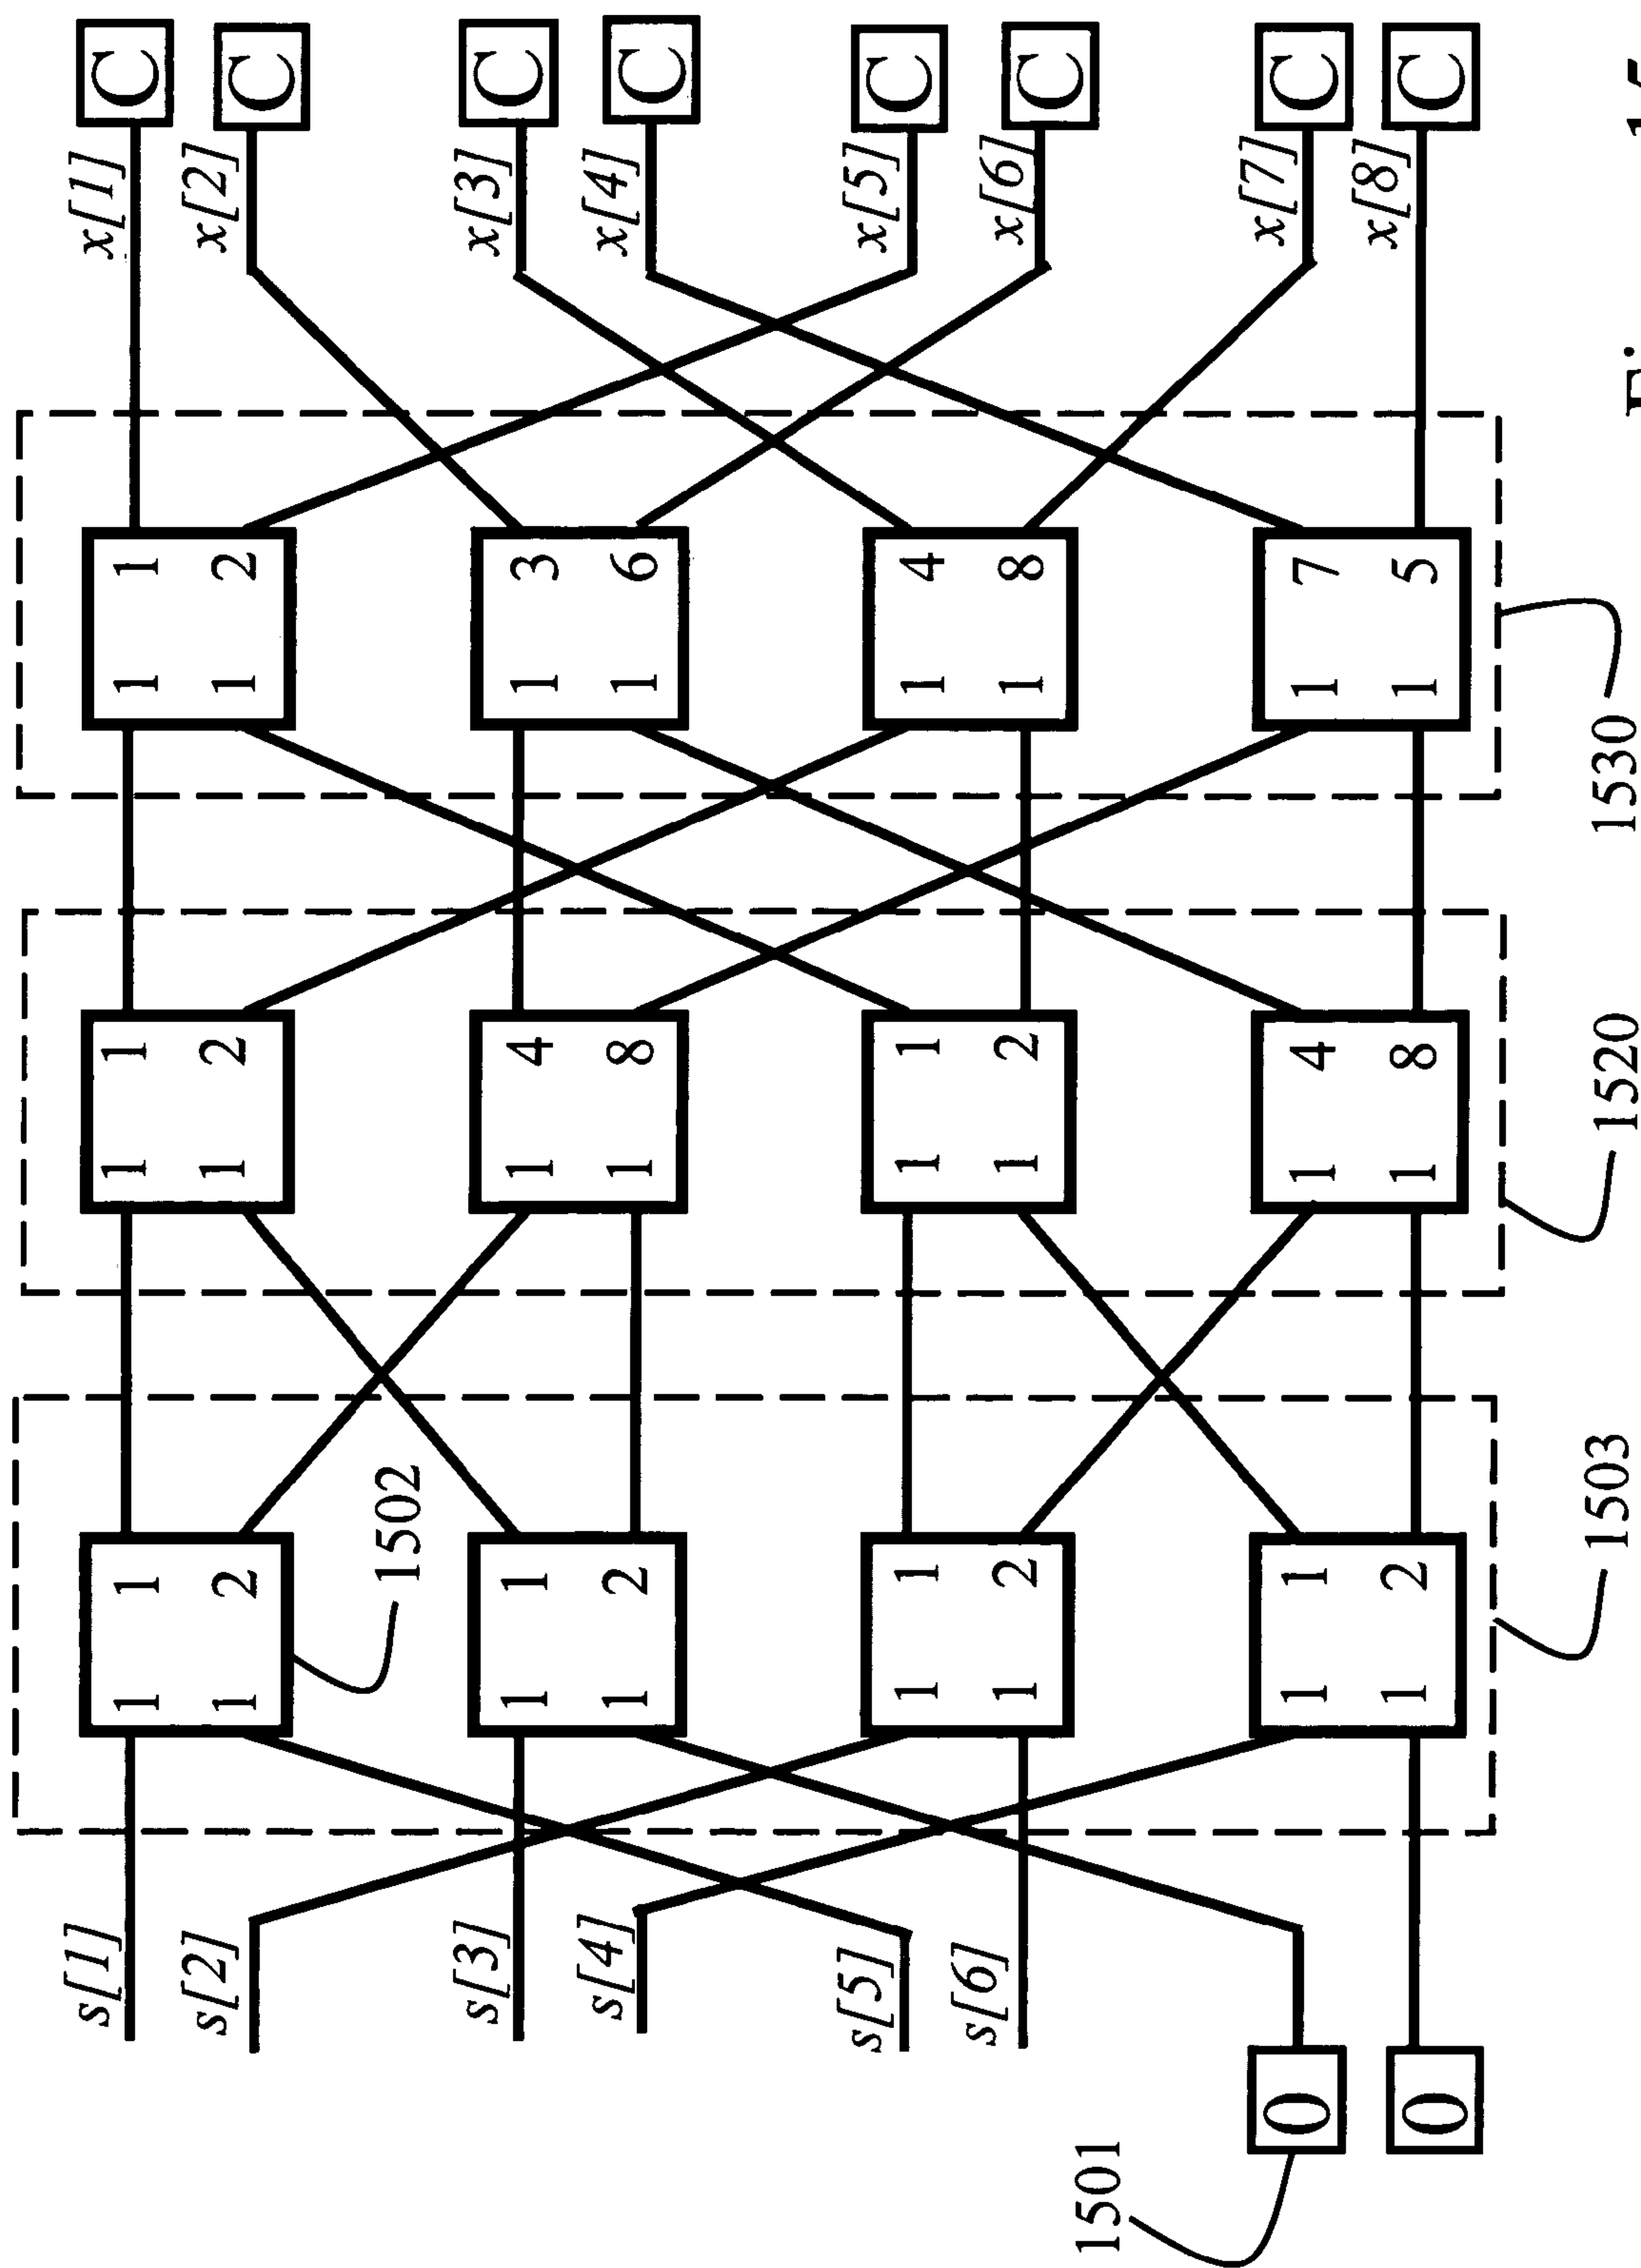 s[1] 1 1 1 1 1 1 x[1] C
s[2] 1 2 1 2 1 2 x[2] C
1502
s[3] 1 1 1 4 1 3 x[3] C
s[4] 1 2 1 8 1 6 x[4] C
s[5] 1 1 1 1 1 4 x[5] C
s[6] 1 2 1 2 1 8 x[6] C
1501
0 1 1 1 4 1 7 x[7] C
0 1 2 1 8 1 5 x[8] C
1503 1520 1530